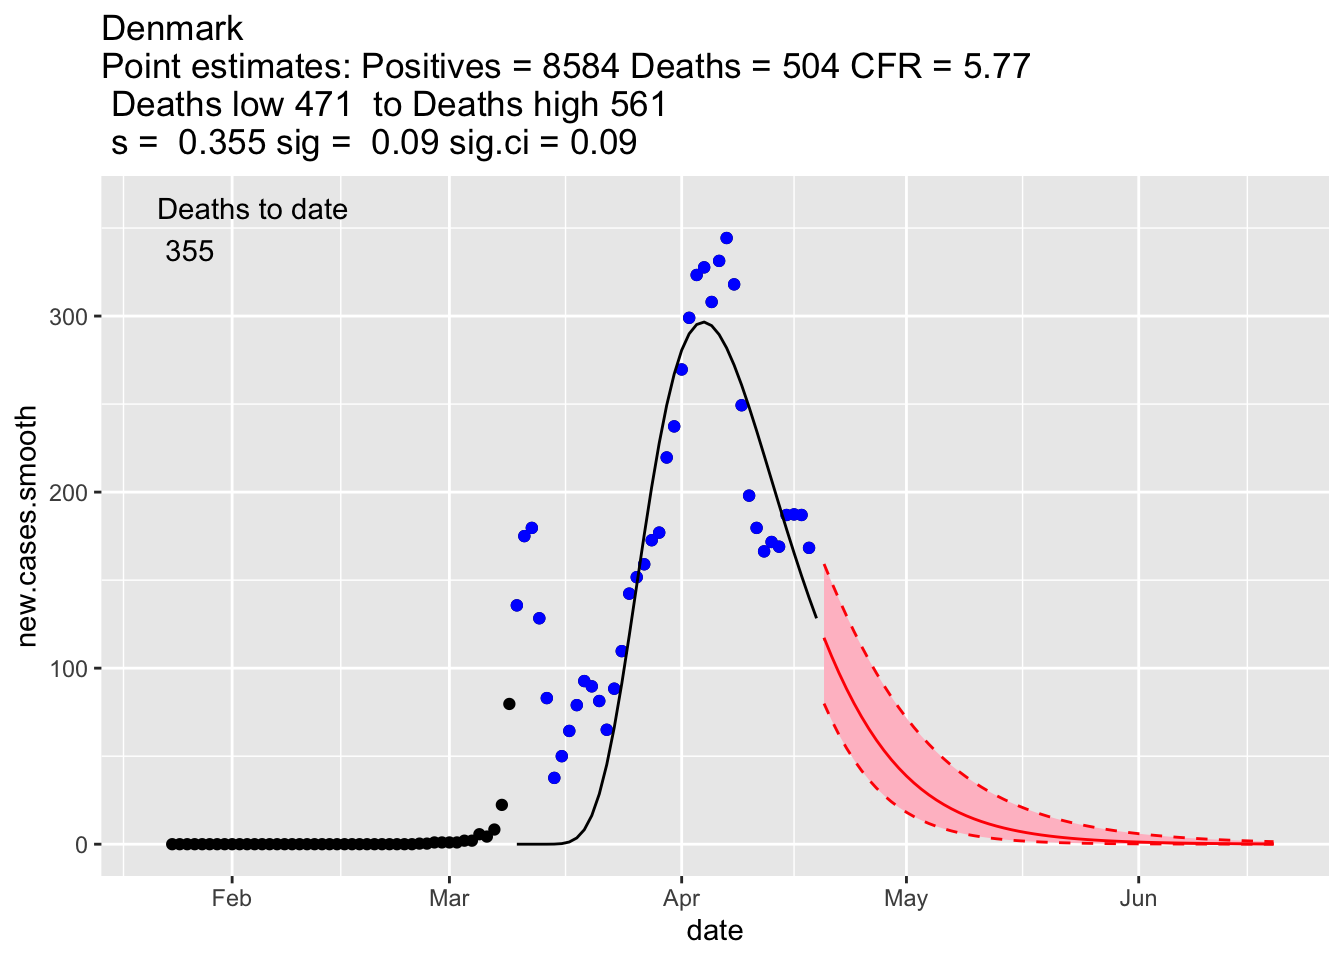 Denmark
Point estimates: Positives = 8584 Deaths = 504 CFR = 5.77
Deaths low 471  to Deaths high 561
s =  0.355 sig =  0.09 sig.ci = 0.09
Deaths to date
355
300
200
100
0
new.cases.smooth
Feb Mar Apr May Jun
date